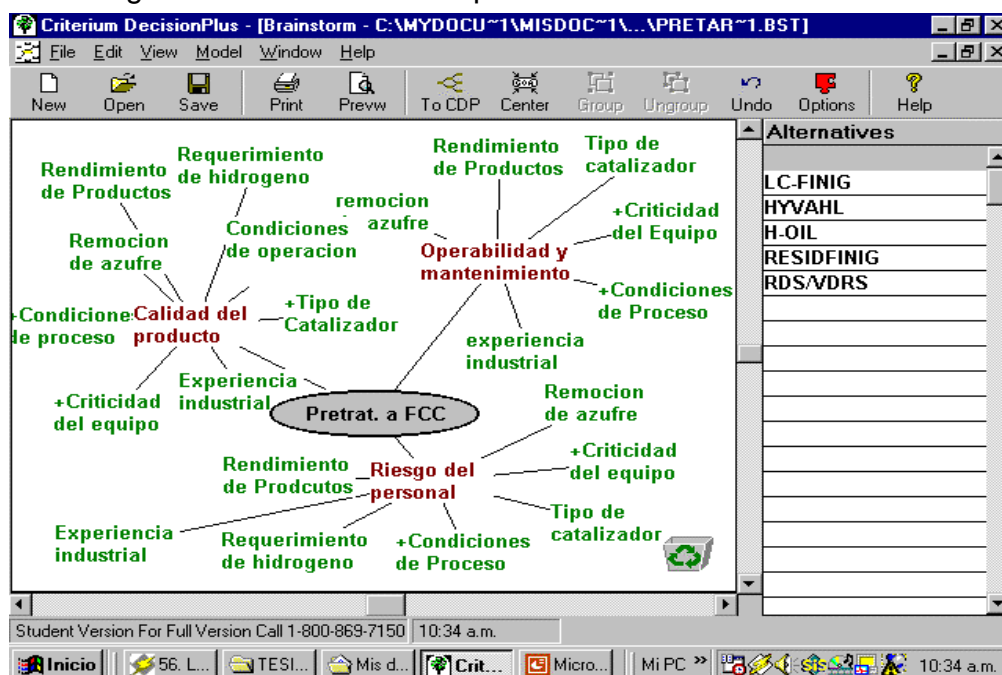 Criterium DecisionPlus - [Brainstorm - C:\MYDOCU~1\MISDOC~1\...\PRETAR~1.BST]
File Edit View Model Window Help
New Open Save Print Prevw To CDP Center Group Ungroup Undo Options Help
Alternatives
LC-FINIG
HYVAHL
H-OIL
RESIDFINIG
RDS/VDRS
Rendimiento
de Productos
Requerimiento
de hidrogeno
Remocion
de azufre
Condiciones
de operacion
+Condicione
de proceso
Calidad del
producto
+Tipo de
Catalizador
+Criticidad
del equipo
Experiencia
industrial
remocion
azufre
Rendimiento
de Productos
Tipo de
catalizador
+Criticidad
del Equipo
Operabilidad y
mantenimiento
+Condiciones
de Proceso
experiencia
industrial
Pretrat. a FCC
Remocion
de azufre
+Criticidad
del equipo
Rendimiento
de Prodcutos
Riesgo del
personal
Tipo de
catalizador
Experiencia
industrial
Requerimiento
de hidrogeno
+Condiciones
de Proceso
Student Version For Full Version Call 1-800-869-7150 10:34 a.m.
Inicio 56. L... TESI... Mis d... Crit... Micro... Mi PC » 10:34 a.m.